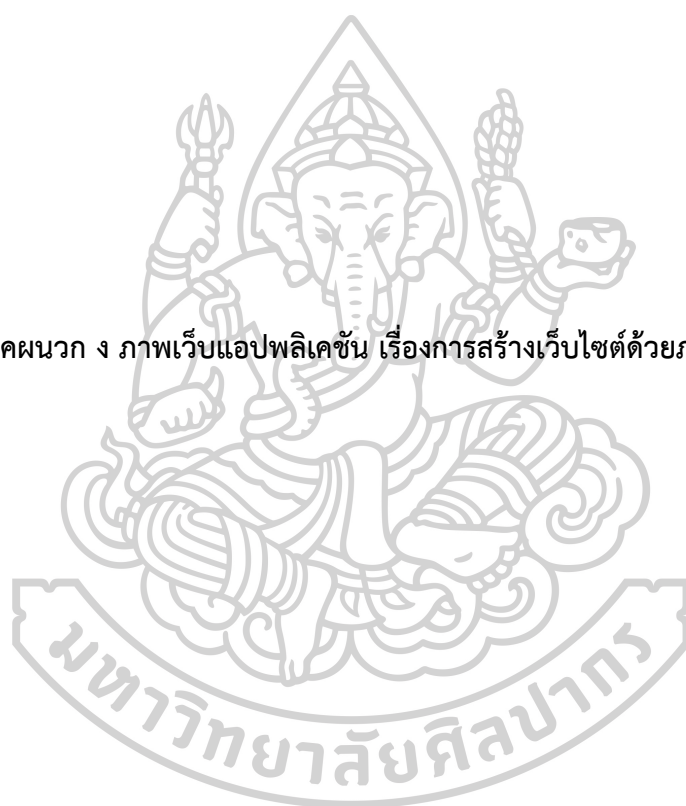 คผนวก ง ภาพเว็บแอปพลิเคชัน เรื่องการสร้างเว็บไซต์ด้วยภ
มหาวิทยาลัยศิลปากร